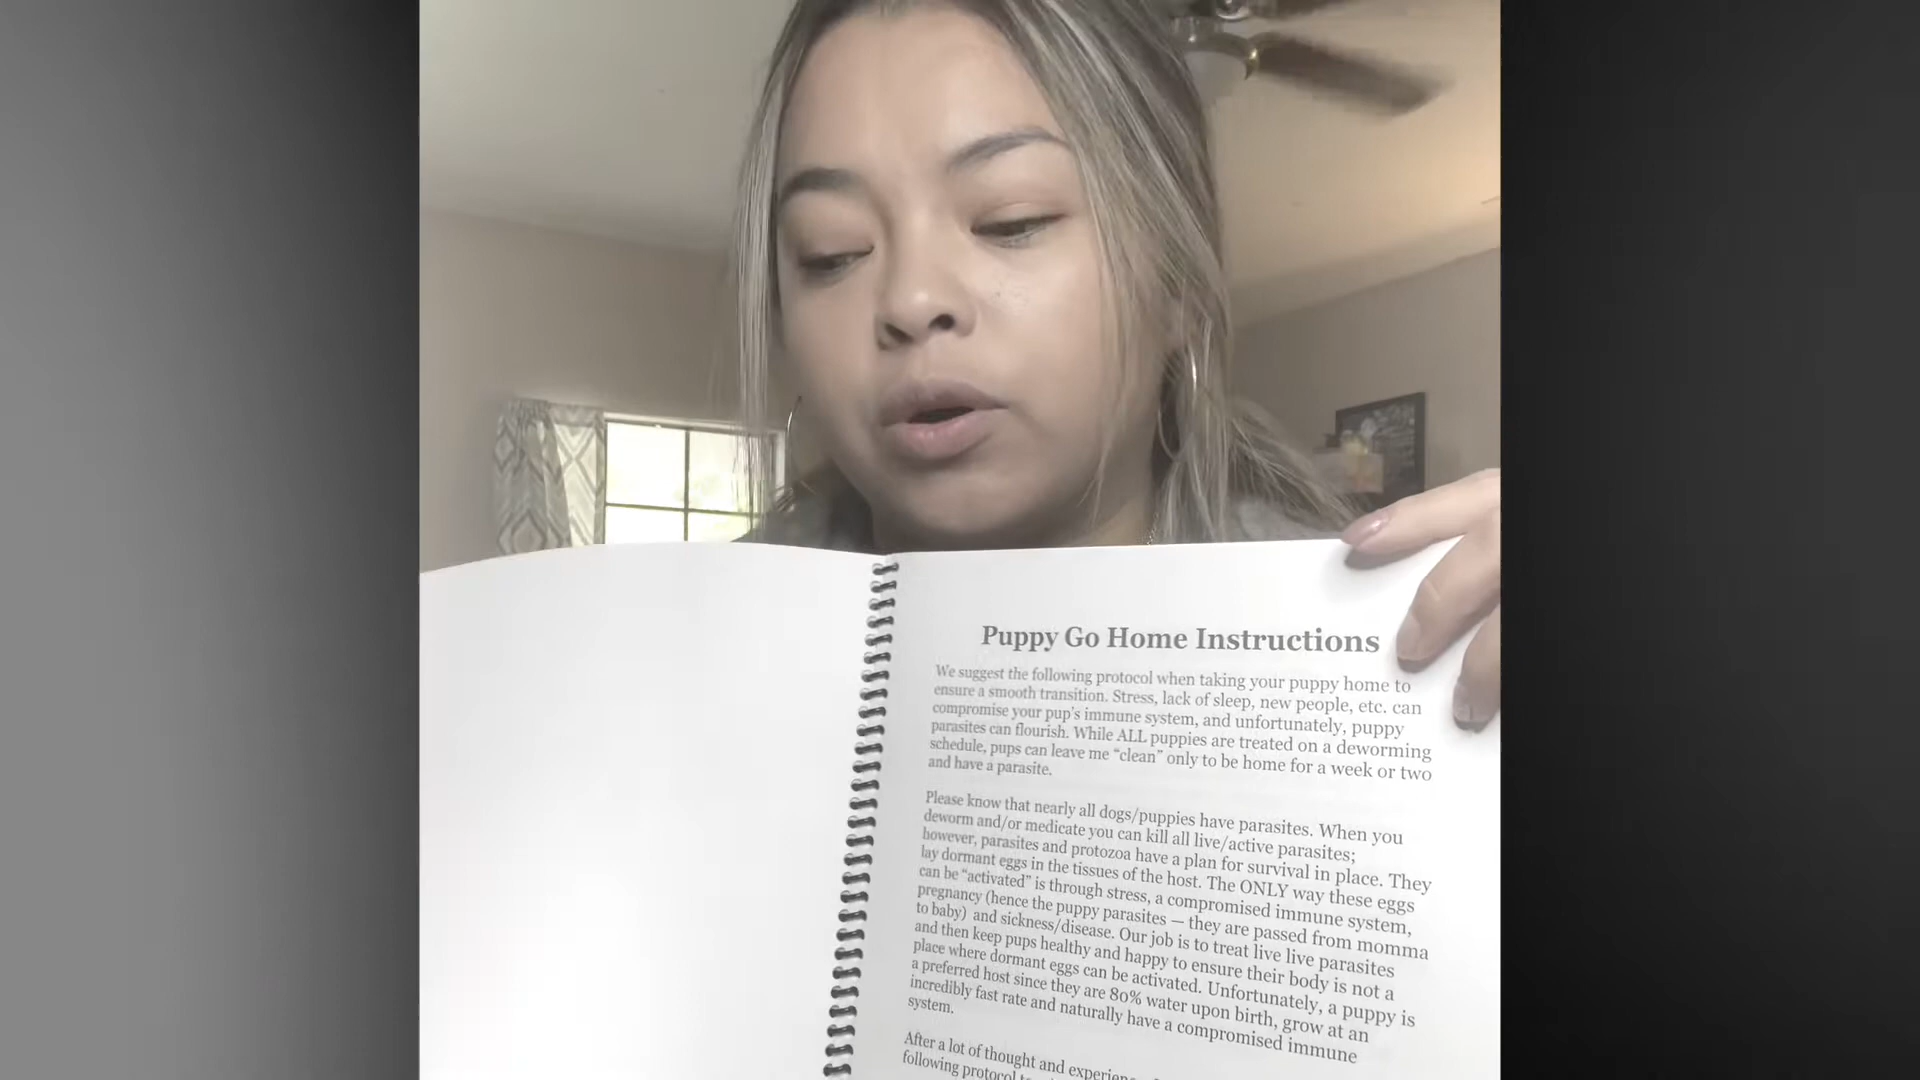 Puppy Go Home Instructions
We suggest the following protocol when taking your puppy home to
ensure a smooth transition. Stress, lack of sleep, new people, etc. can
compromise your pup's immune system, and unfortunately, puppy
parasites can flourish. While ALL puppies are treated on a deworming
schedule, pups can leave me “clean” only to be home for a week or two
and have a parasite.
Please know that nearly all dogs/puppies have parasites. When you
deworm and/or medicate you can kill all live/active parasites;
however, parasites and protozoa have a plan for survival in place. They
lay dormant eggs in the tissues of the host. The ONLY way these eggs
can be “activated” is through stress, a compromised immune system,
pregnancy (hence the puppy parasites — they are passed from momma
to baby) and sickness/disease. Our job is to treat live live parasites
and then keep pups healthy and happy to ensure their body is not a
place where dormant eggs can be activated. Unfortunately, a puppy is
a preferred host since they are 80% water upon birth, grow at an
incredibly fast rate and naturally have a compromised immune
system.
After a lot of thought and experience
following protocol